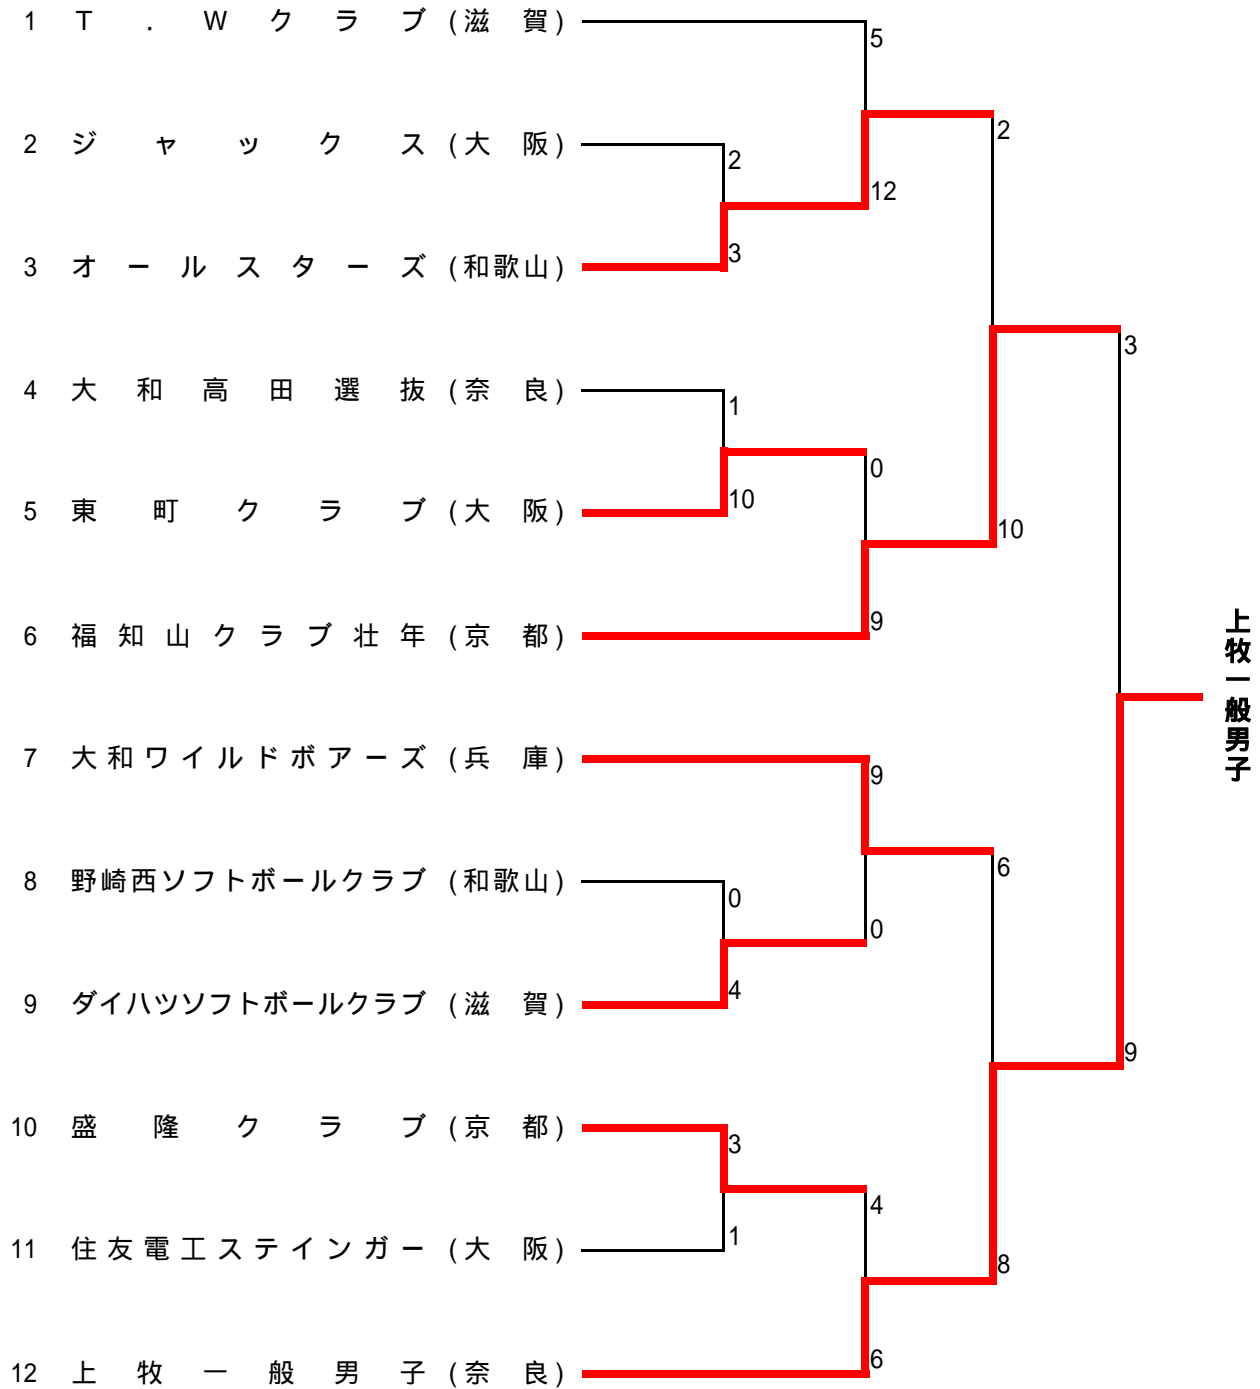 1 T.Wクラブ (滋賀)
5
2
2 ジャックス (大阪)
2
12
3 オールスターズ (和歌山)
3
3
4 大和高田選抜 (奈良)
1
0
5 東町クラブ (大阪)
10
10
6 福知山クラブ壮年 (京都)
9
上牧一般男子
7 大和ワイルドボアーズ (兵庫)
9
6
8 野崎西ソフトボールクラブ (和歌山)
0
0
9 ダイハツソフトボールクラブ (滋賀)
4
9
10 盛隆クラブ (京都)
3
4
11 住友電工ステインガー (大阪)
1
8
12 上牧一般男子 (奈良)
6